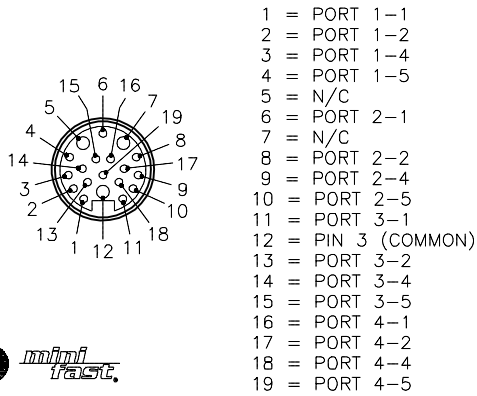 1 = PORT 1-1
2 = PORT 1-2
3 = PORT 1-4
4 = PORT 1-5
5 = N/C
6 = PORT 2-1
7 = N/C
8 = PORT 2-2
9 = PORT 2-4
10 = PORT 2-5
11 = PORT 3-1
12 = PIN 3 (COMMON)
13 = PORT 3-2
14 = PORT 3-4
15 = PORT 3-5
16 = PORT 4-1
17 = PORT 4-2
18 = PORT 4-4
19 = PORT 4-5
6
15
16
7
5
19
4
8
14
17
3
9
2
10
13
18
1
12
11
mini
fast.